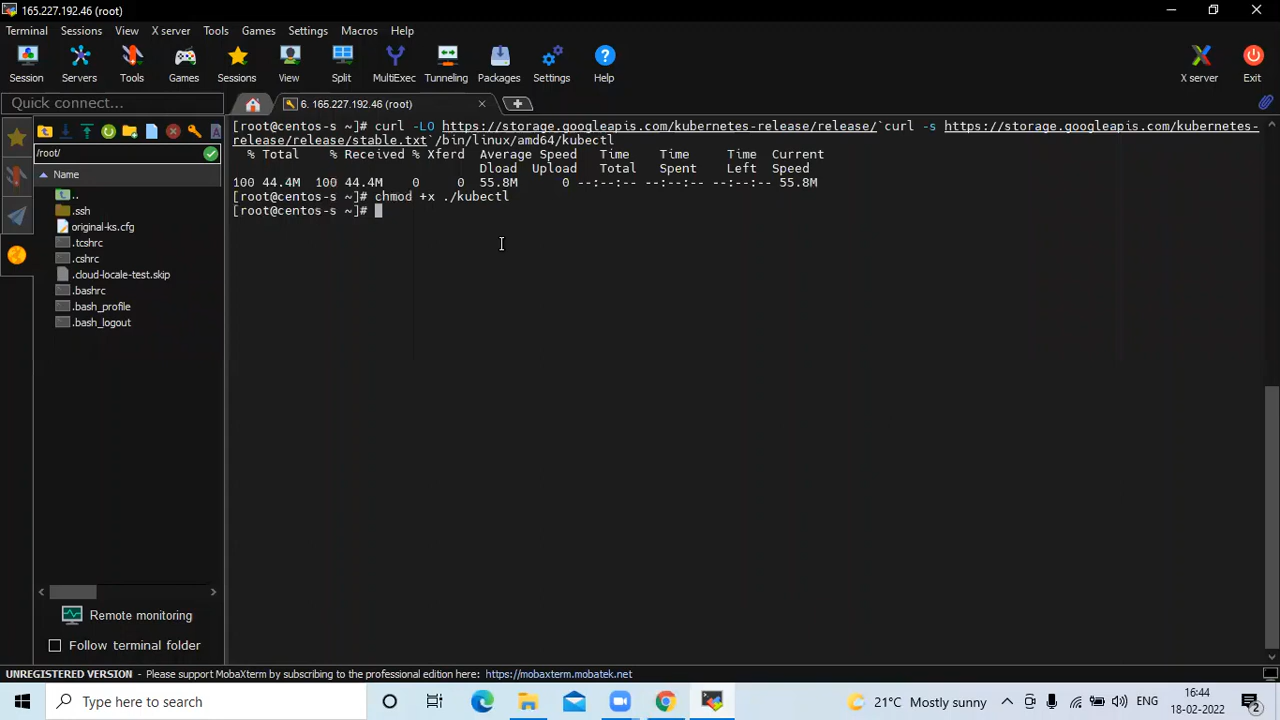 165.227.192.46 (root)
Terminal Sessions View X server Tools Games Settings Macros Help
Session Servers Tools Games Sessions View Split MultiExec Tunneling Packages Settings Help X server Exit
Quick connect...
6. 165.227.192.46 (root)
/root/
Name
..
.ssh
original-ks.cfg
.tcshrc
.cshrc
.cloud-locale-test.skip
.bashrc
.bash_profile
.bash_logout
Remote monitoring
Follow terminal folder
[root@centos-s ~]# curl -LO https://storage.googleapis.com/kubernetes-release/release/`curl -s https://storage.googleapis.com/kubernetes-
release/release/stable.txt`/bin/linux/amd64/kubectl
% Total % Received % Xferd Average Speed Time Time Time Current
Dload Upload Total Spent Left Speed
100 44.4M 100 44.4M 0 0 55.8M 0 --:--:-- --:--:-- --:--:-- 55.8M
[root@centos-s ~]# chmod +x ./kubectl
[root@centos-s ~]#
UNREGISTERED VERSION - Please support MobaXterm by subscribing to the professional edition here: https://mobaxterm.mobatek.net
Type here to search
21°C Mostly sunny
ENG
16:44
18-02-2022
2